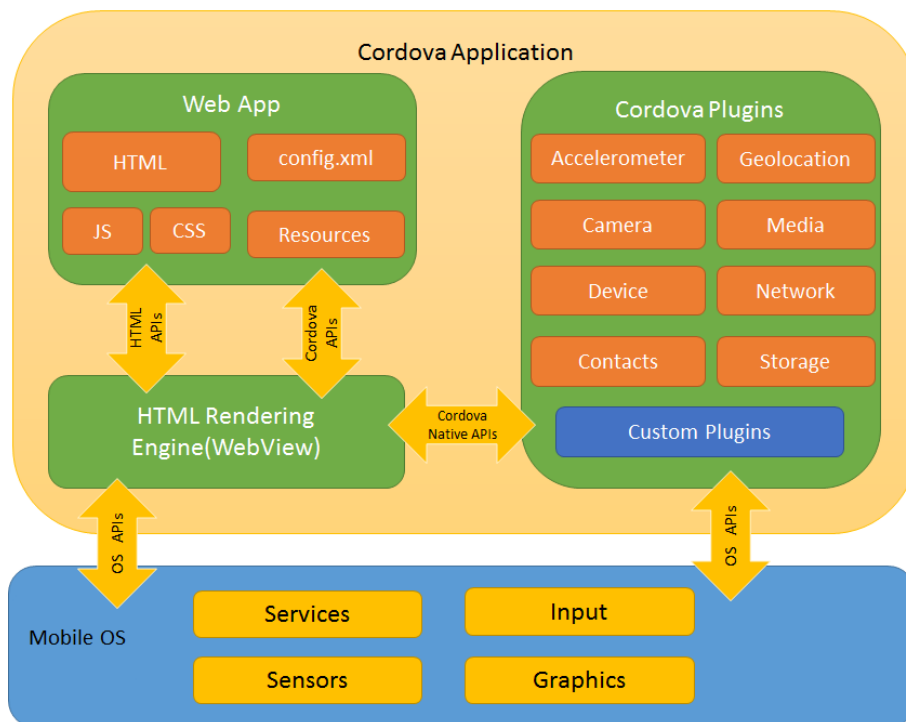 Cordova Application
Web App
HTML
config.xml
JS
CSS
Resources
HTML
APIs
Cordova
APIs
HTML Rendering
Engine(WebView)
Cordova
Native APIs
Cordova Plugins
Accelerometer
Geolocation
Camera
Media
Device
Network
Contacts
Storage
Custom Plugins
OS APIs
OS APIs
Mobile OS
Services
Input
Sensors
Graphics